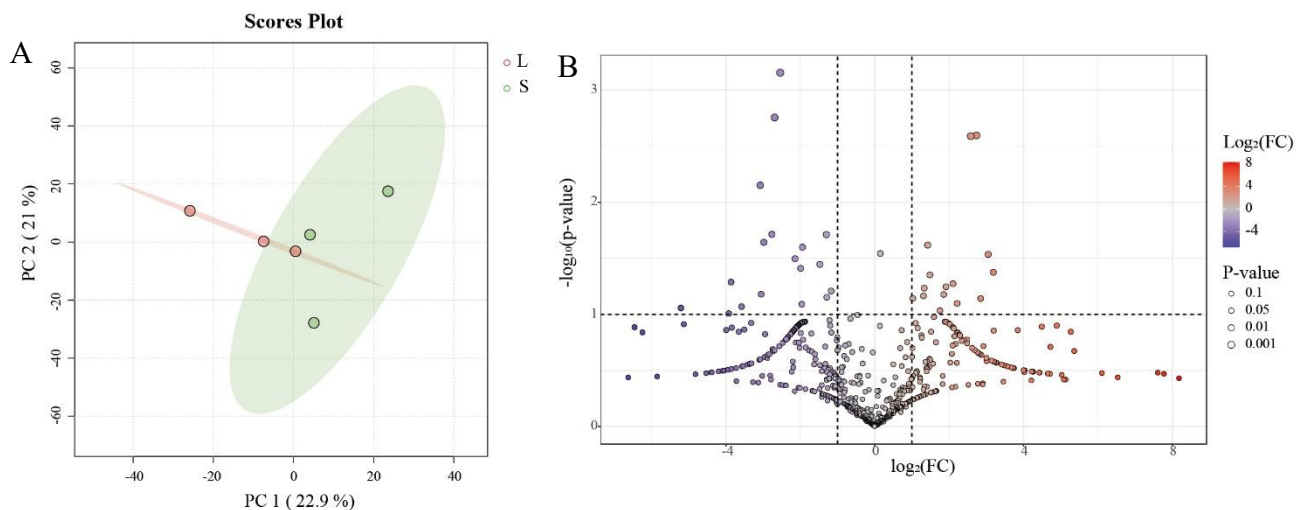 A
Scores Plot
L
S
60
40
20
0
-20
-40
-60
PC 2 ( 21 %)
-40
-20
0
20
40
PC 1 ( 22.9 %)
B
3
2
1
0
-log₁₀(p-value)
-4
0
4
8
log₂(FC)
Log₂(FC)
8
4
0
-4
P-value
0.1
0.05
0.01
0.001